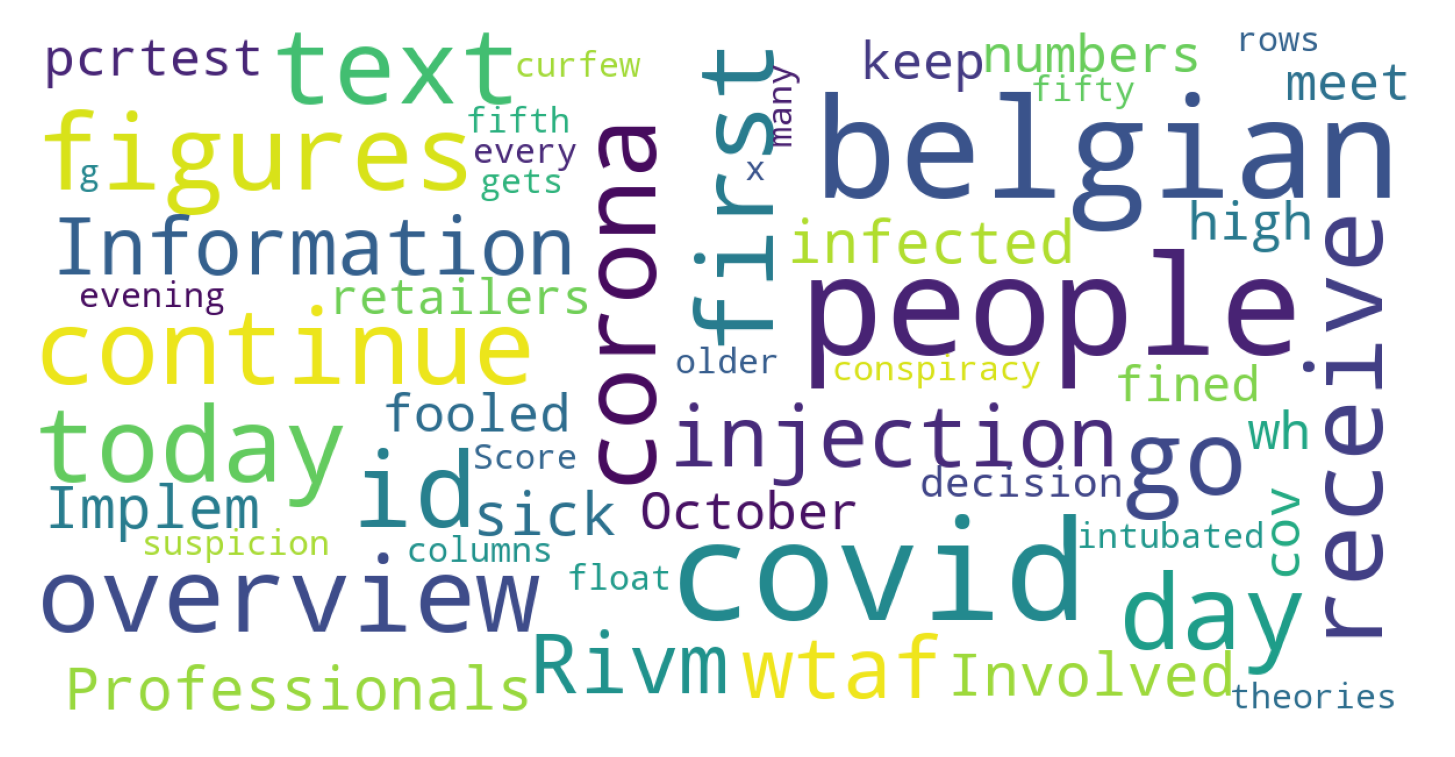 pcrtest
text
curfew
figures
g
fifth
every
gets
Information
evening
retailers
continue
corona
first
many
x
keep
numbers
fifty
rows
meet
belgian
high
infected
people
receive
older
conspiracy
fined
today
fooled
id
Score
sick
Implem
injection
decision
go
wh
October
suspicion
columns
overview
float
covid
intubated
cov
day
Professionals
Rivm
wtaf
Involved
theories